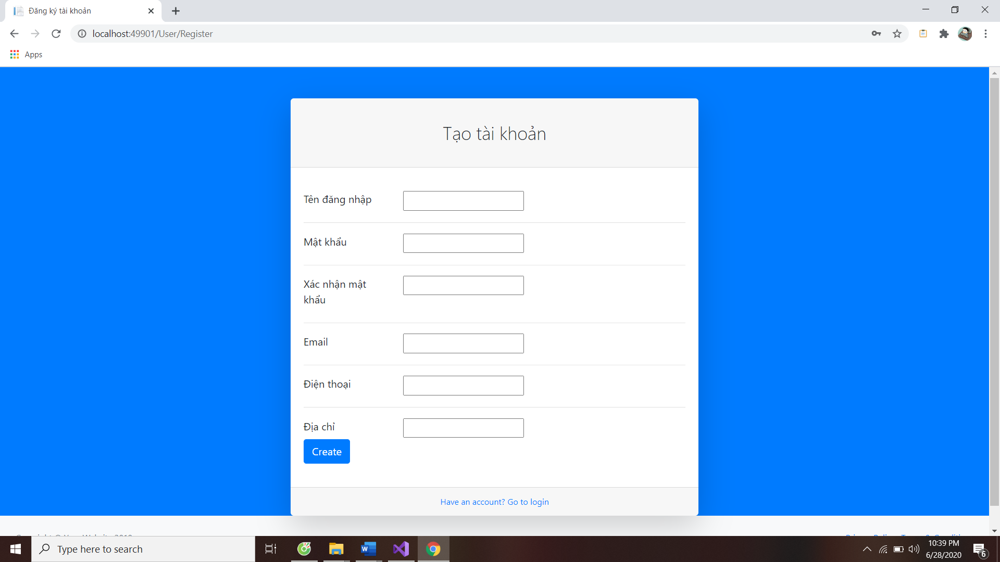 Đăng ký tài khoản
localhost:49901/User/Register
Apps
Tạo tài khoản
Tên đăng nhập
Mật khẩu
Xác nhận mật
khẩu
Email
Điện thoại
Địa chỉ
Create
Have an account? Go to login
Type here to search
W
10:39 PM
6/28/2020
6